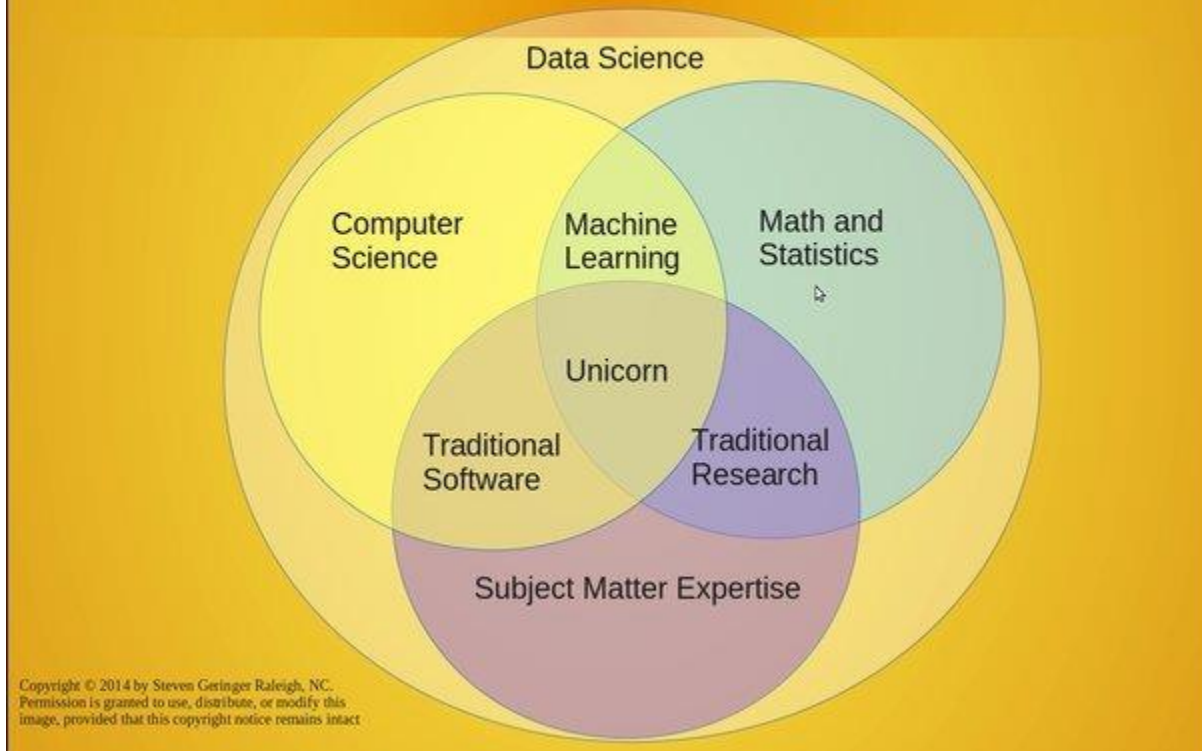 Data Science
Computer
Science
Machine
Learning
Math and
Statistics
Unicorn
Traditional
Software
Traditional
Research
Subject Matter Expertise
Copyright © 2014 by Steven Geringer Raleigh, NC.
Permission is granted to use, distribute, or modify this
image, provided that this copyright notice remains intact